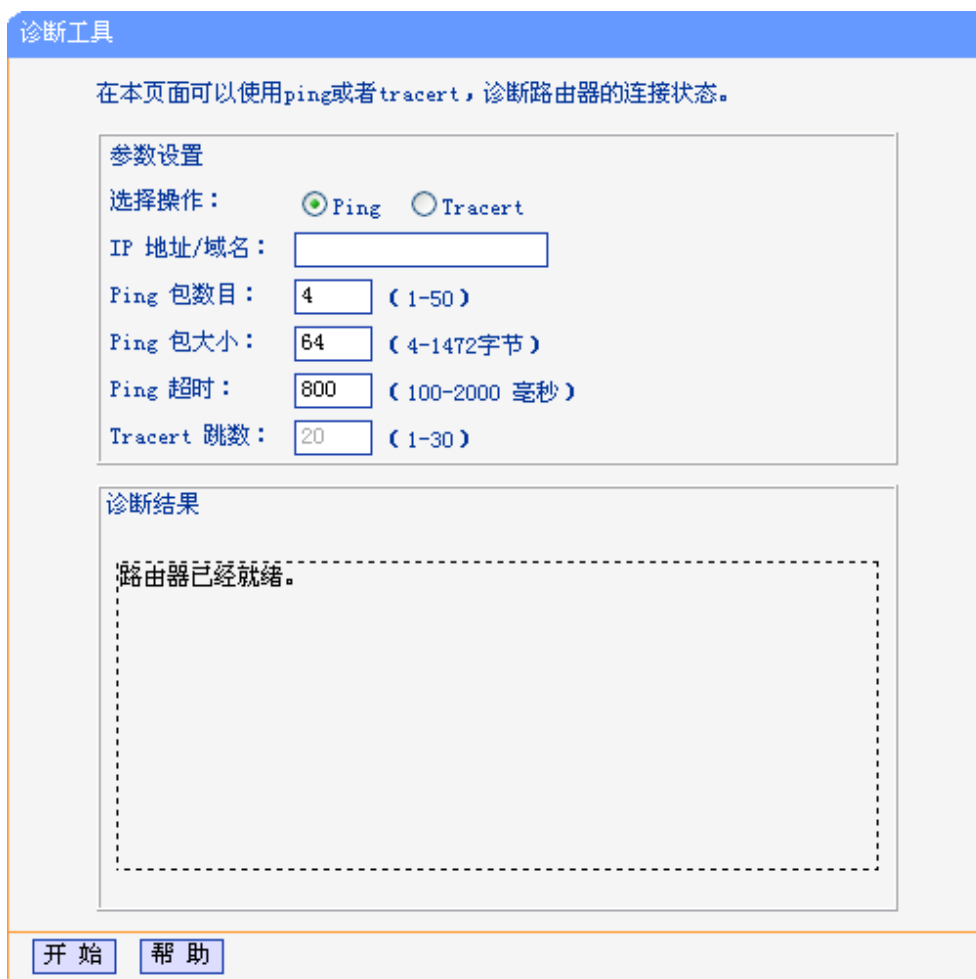 诊断工具
在本页面可以使用ping或者tracert，诊断路由器的连接状态。
参数设置
选择操作： Ping Tracert
IP 地址/域名：
Ping 包数目： 4 （1-50）
Ping 包大小： 64 （4-1472字节）
Ping 超时： 800 （100-2000 毫秒）
Tracert 跳数： 20 （1-30）
诊断结果
路由器已经就绪。
开 始 帮 助